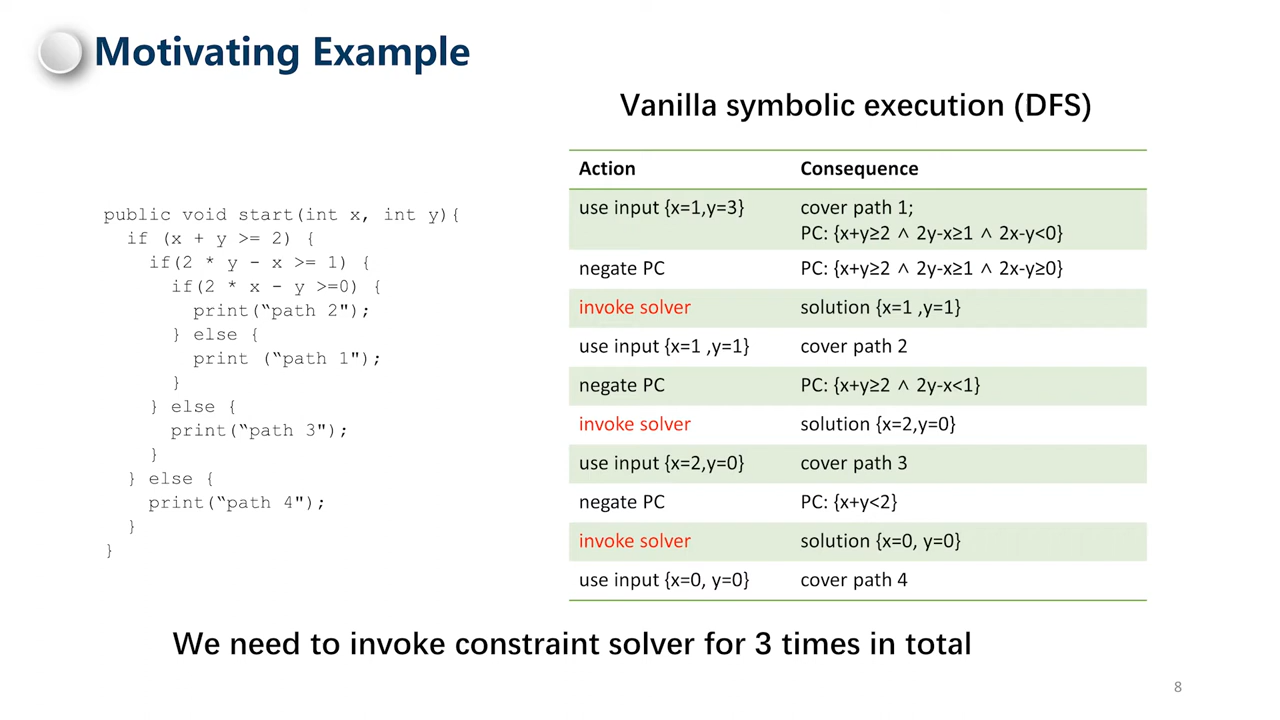 Motivating Example
Vanilla symbolic execution (DFS)
public void start(int x, int y){
if (x + y >= 2) {
if(2 * y - x >= 1) {
if(2 * x - y >=0) {
print(“path 2");
} else {
print (“path 1");
}
} else {
print(“path 3");
}
} else {
print(“path 4");
}
}
Action Consequence
use input {x=1,y=3} cover path 1;
PC: {x+y≥2 ∧ 2y-x≥1 ∧ 2x-y<0}
negate PC PC: {x+y≥2 ∧ 2y-x≥1 ∧ 2x-y≥0}
invoke solver solution {x=1 ,y=1}
use input {x=1 ,y=1} cover path 2
negate PC PC: {x+y≥2 ∧ 2y-x<1}
invoke solver solution {x=2,y=0}
use input {x=2,y=0} cover path 3
negate PC PC: {x+y<2}
invoke solver solution {x=0, y=0}
use input {x=0, y=0} cover path 4
We need to invoke constraint solver for 3 times in total
8